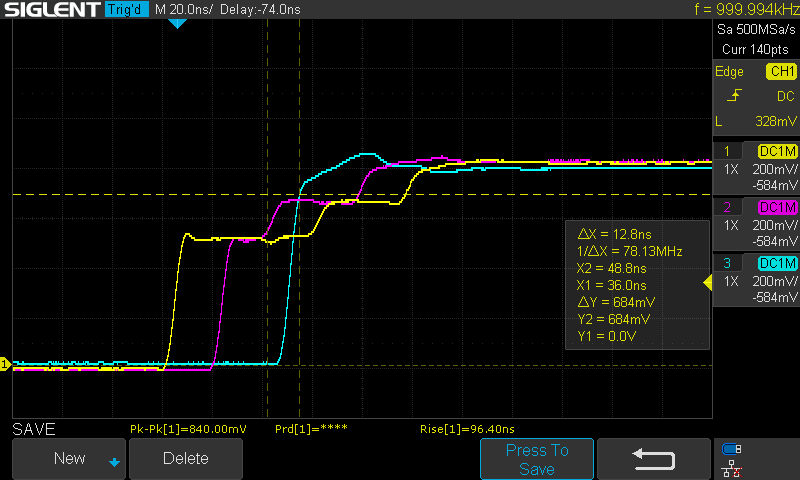 SIGLENT Trig'd M 20.0ns/ Delay:-74.0ns f = 999.994kHz
Sa 500MSa/s
Curr 140pts
Edge CH1
DC
L 328mV
1 DC1M
1X 200mV/
-584mV
2 DC1M
1X 200mV/
-584mV
3 DC1M
1X 200mV/
-584mV
ΔX = 12.8ns
1/ΔX = 78.13MHz
X2 = 48.8ns
X1 = 36.0ns
ΔY = 684mV
Y2 = 684mV
Y1 = 0.0V
1
SAVE Pk-Pk[1]=840.00mV Prd[1]=**** Rise[1]=96.40ns
New Delete Press To
Save